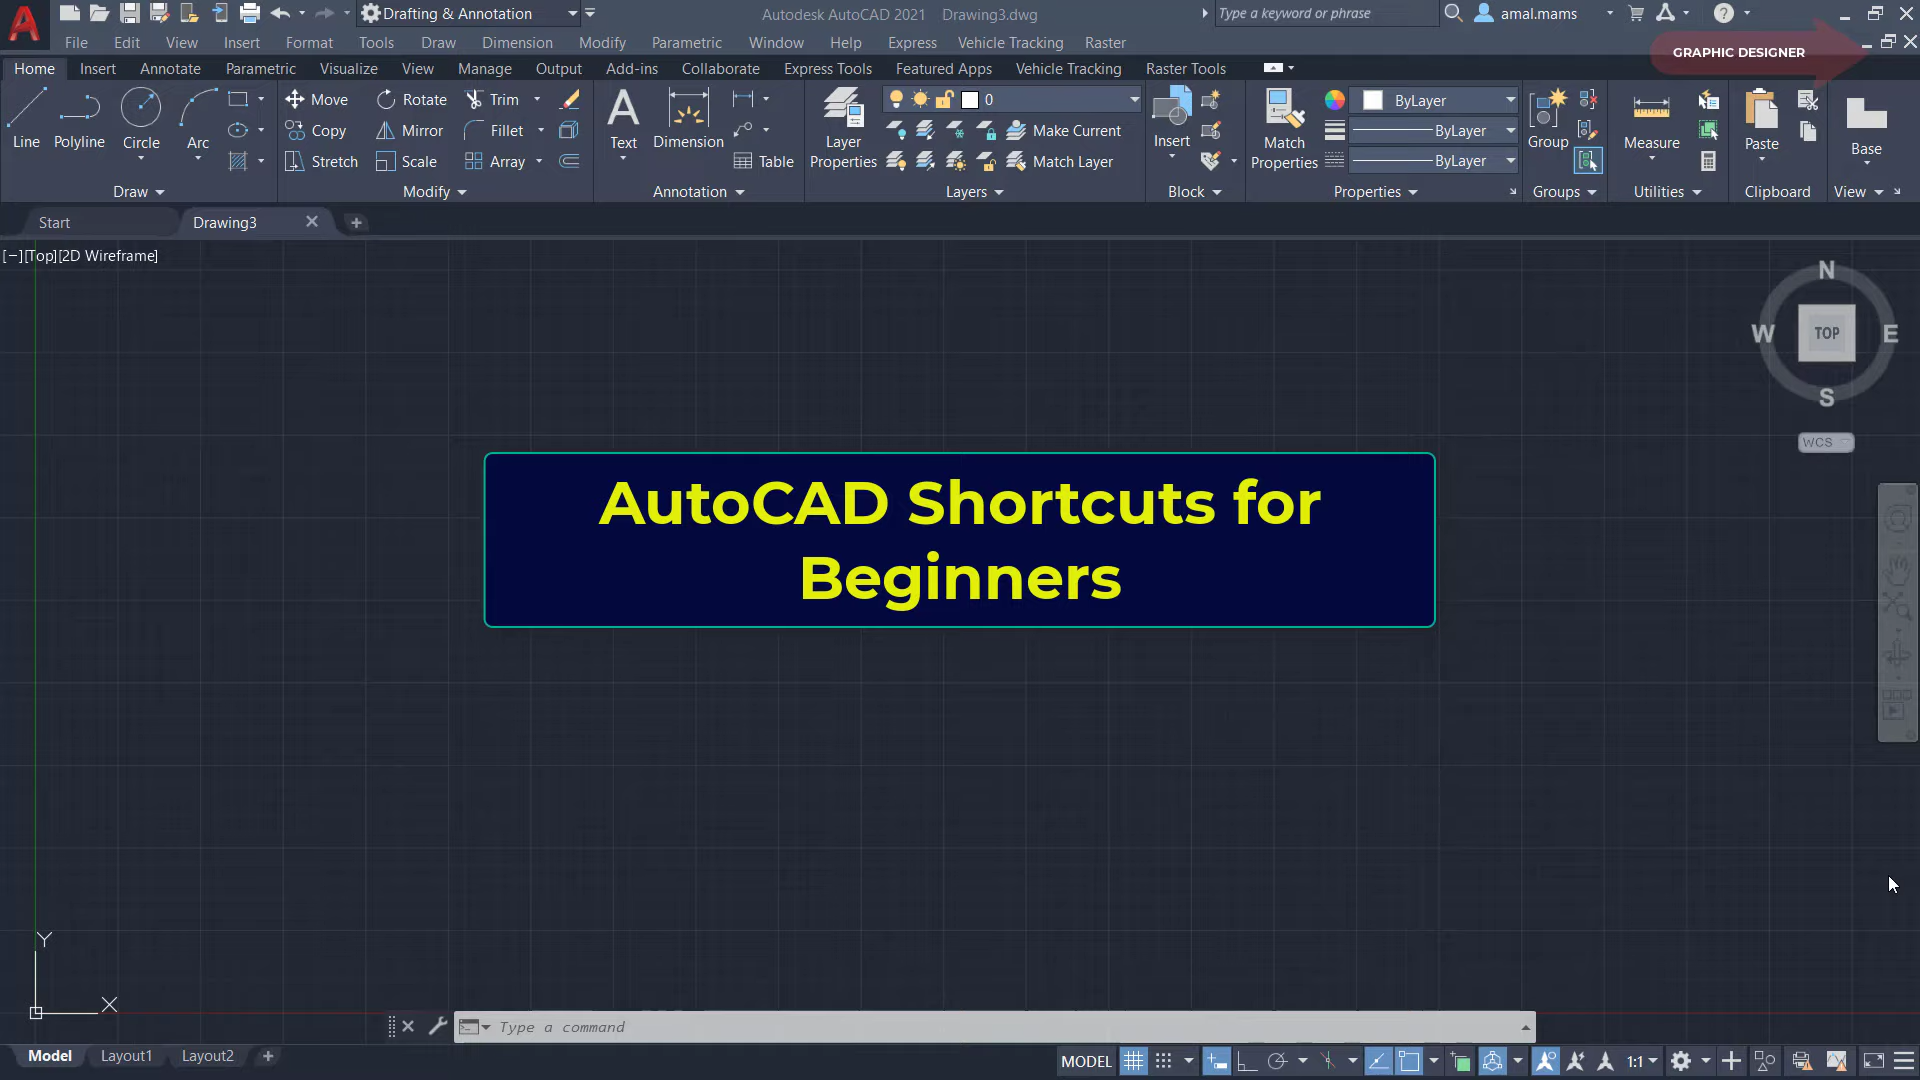 Drafting & Annotation
Autodesk AutoCAD 2021 Drawing3.dwg
Type a keyword or phrase
amal.mams
File Edit View Insert Format Tools Draw Dimension Modify Parametric Window Help Express Vehicle Tracking Raster
GRAPHIC DESIGNER
Home Insert Annotate Parametric Visualize View Manage Output Add-ins Collaborate Express Tools Featured Apps Vehicle Tracking Raster Tools
Line Polyline Circle Arc
Move Rotate Trim
Copy Mirror Fillet
Stretch Scale Array
Text Dimension
Table
Layer Properties
0
Make Current
Match Layer
Insert
Match Properties
ByLayer
ByLayer
ByLayer
Group
Measure
Paste
Base
Draw Modify Annotation Layers Block Properties Groups Utilities Clipboard View
Start Drawing3
[−][Top][2D Wireframe]
N
W TOP E
S
WCS
AutoCAD Shortcuts for
Beginners
Y
X
Type a command
Model Layout1 Layout2
MODEL 1:1